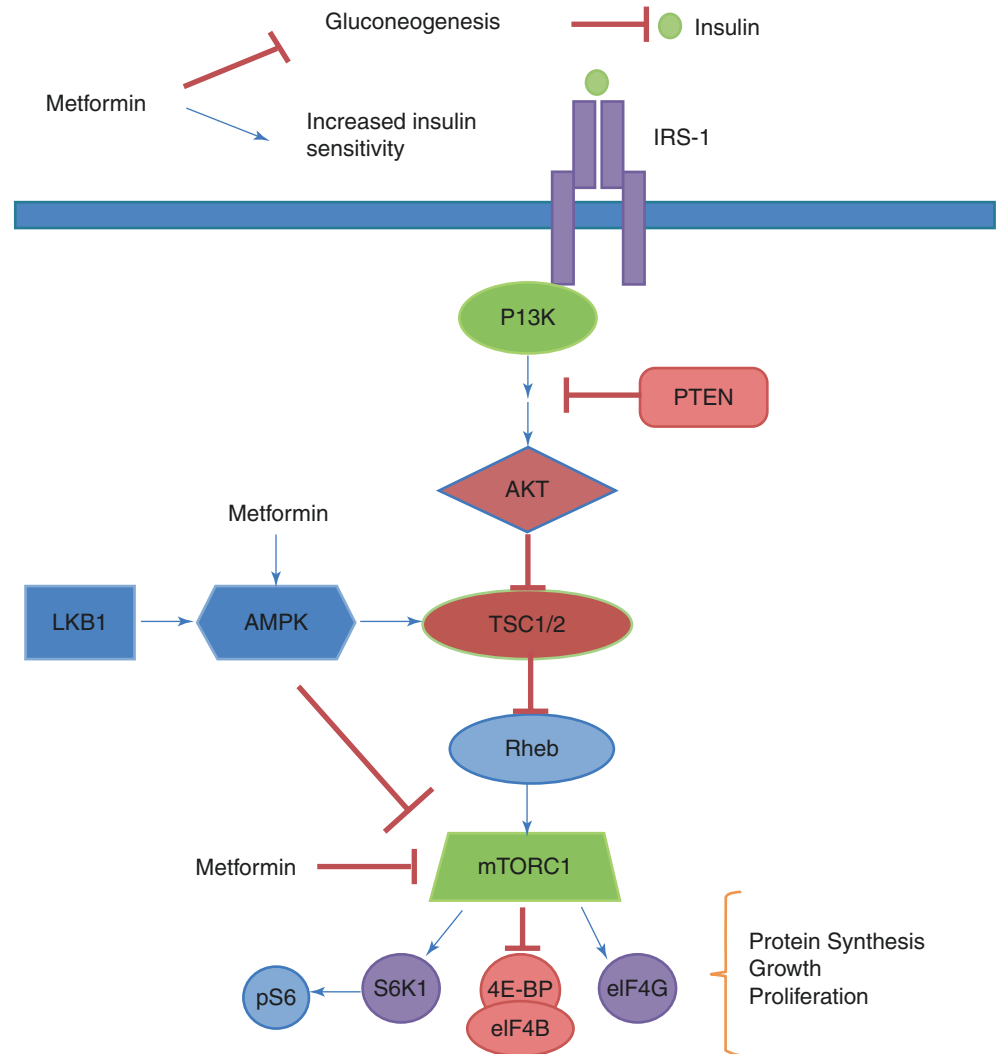 Gluconeogenesis
Insulin
Metformin
Increased insulin
sensitivity
IRS-1
P13K
PTEN
AKT
Metformin
LKB1
AMPK
TSC1/2
Rheb
Metformin
mTORC1
pS6
S6K1
4E-BP
eIF4B
eIF4G
Protein Synthesis
Growth
Proliferation